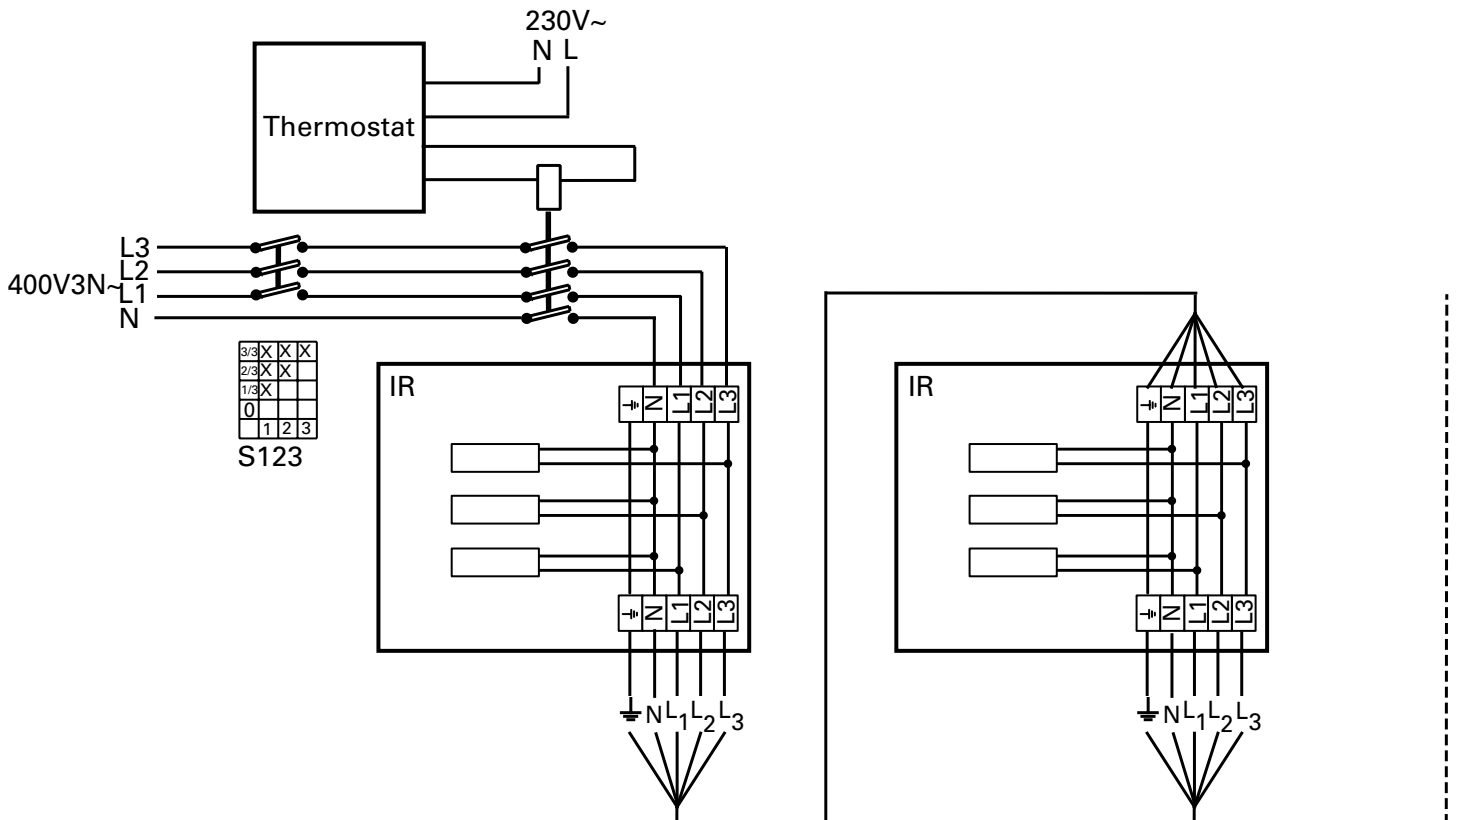 230V~
N L
Thermostat
L3
L2
400V3N~
L1
N
3/3 X X X
2/3 X X
1/3 X
0
1 2 3
S123
IR
N L1 L2 L3
N L1 L2 L3
N L1 L2 L3
IR
N L1 L2 L3
N L1 L2 L3
N L1 L2 L3